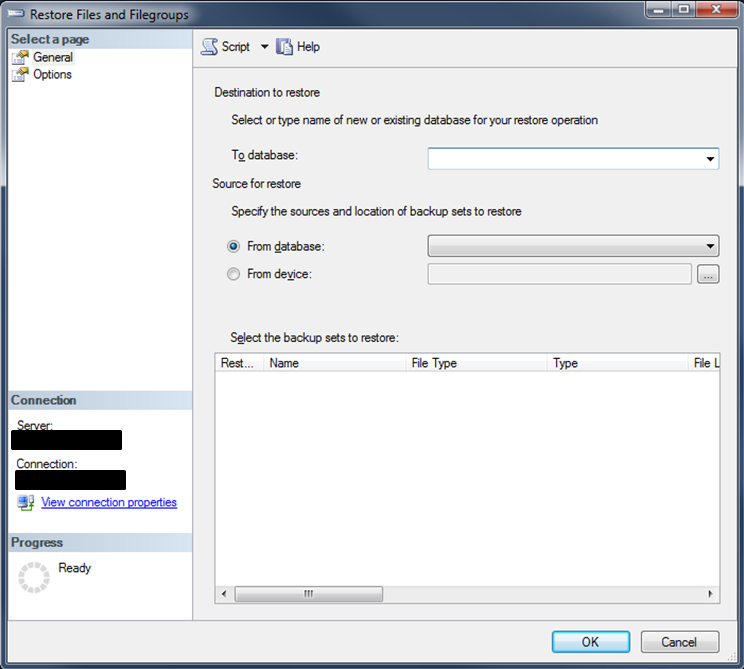 Restore Files and Filegroups
Select a page
General
Options
Script
Help
Destination to restore
Select or type name of new or existing database for your restore operation
To database:
Source for restore
Specify the sources and location of backup sets to restore
From database:
From device:
...
Select the backup sets to restore:
Rest... Name File Type Type File L
Connection
Server:
Connection:
View connection properties
Progress
Ready
OK Cancel